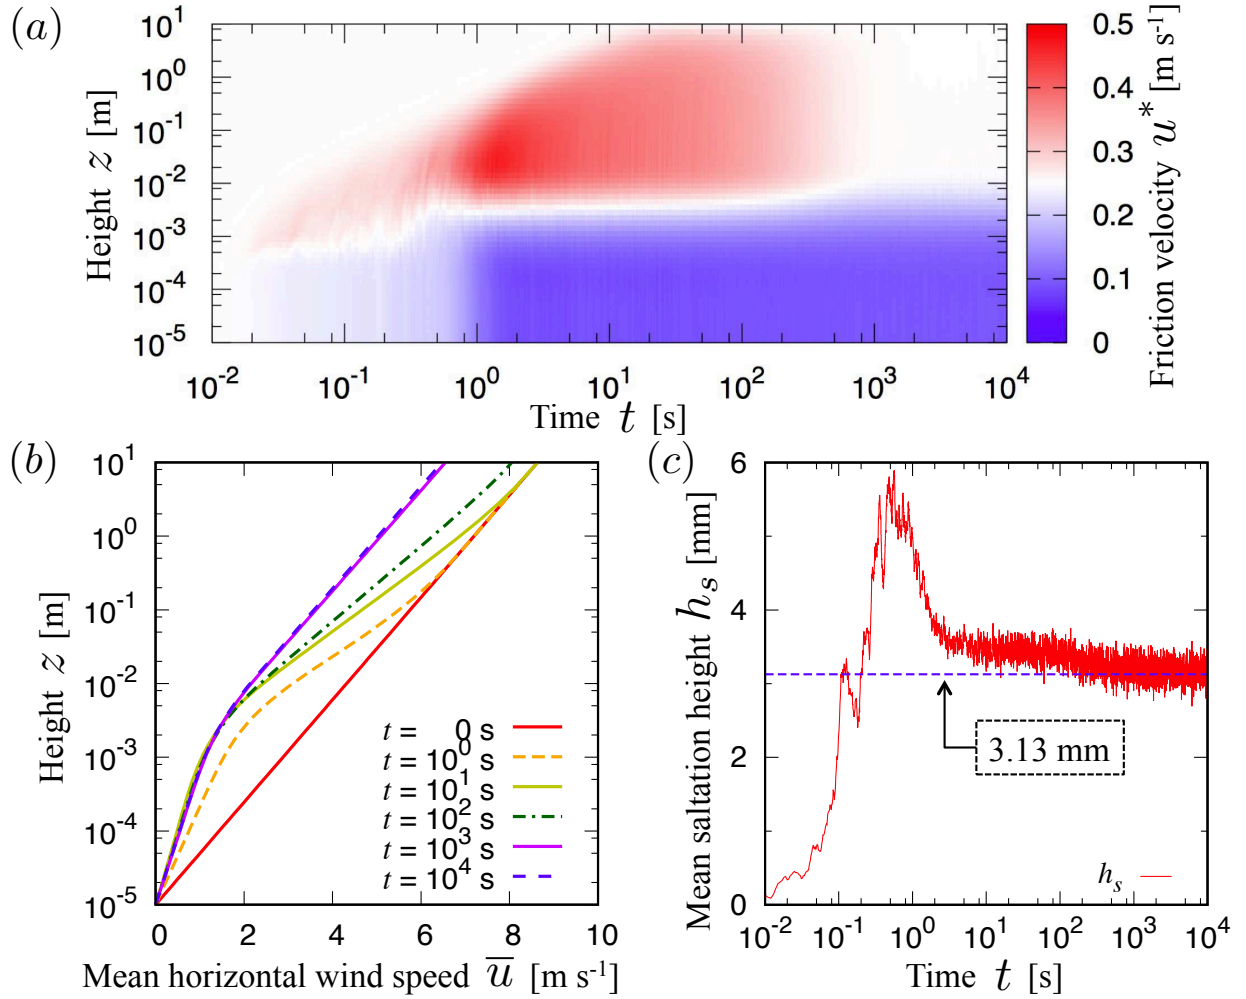 (a)
Height z [m]
10^1
10^0
10^-1
10^-2
10^-3
10^-4
10^-5
10^-2 10^-1 10^0 10^1 10^2 10^3 10^4
Time t [s]
0.5
0.4
0.3
0.2
0.1
0
Friction velocity u* [m s^-1]
(b)
Height z [m]
10^1
10^0
10^-1
10^-2
10^-3
10^-4
10^-5
t = 0 s
t = 10^0 s
t = 10^1 s
t = 10^2 s
t = 10^3 s
t = 10^4 s
0 2 4 6 8 10
Mean horizontal wind speed u̅ [m s^-1]
(c)
Mean saltation height h_s [mm]
6
4
2
0
3.13 mm
h_s
10^-2 10^-1 10^0 10^1 10^2 10^3 10^4
Time t [s]